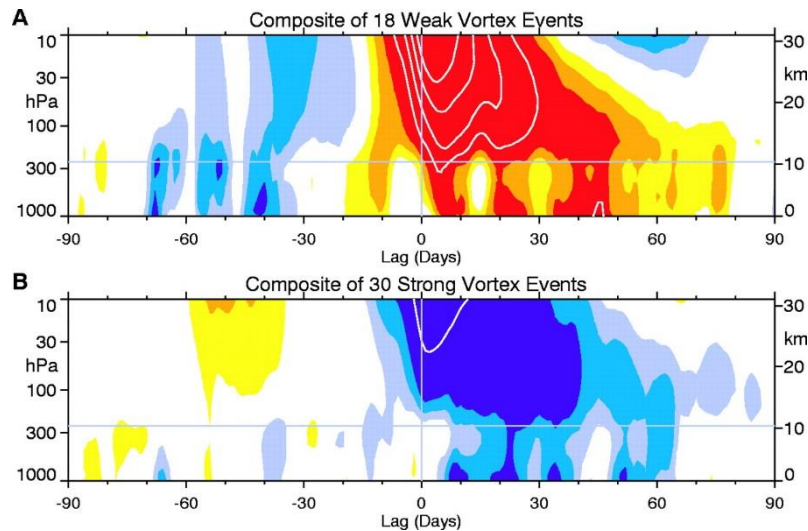 A
Composite of 18 Weak Vortex Events
10
30
hPa
100
300
1000
30
km
20
10
0
-90 -60 -30 0 30 60 90
Lag (Days)
B
Composite of 30 Strong Vortex Events
10
30
hPa
100
300
1000
30
km
20
10
0
-90 -60 -30 0 30 60 90
Lag (Days)